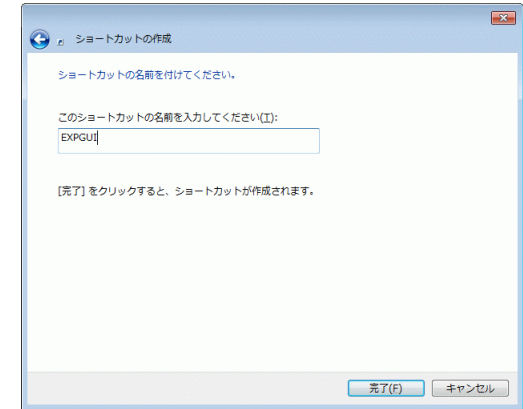 ショートカットの作成
ショートカットの名前を付けてください。
このショートカットの名前を入力してください(T):
EXPGUI
[完了] をクリックすると、ショートカットが作成されます。
完了(F)
キャンセル